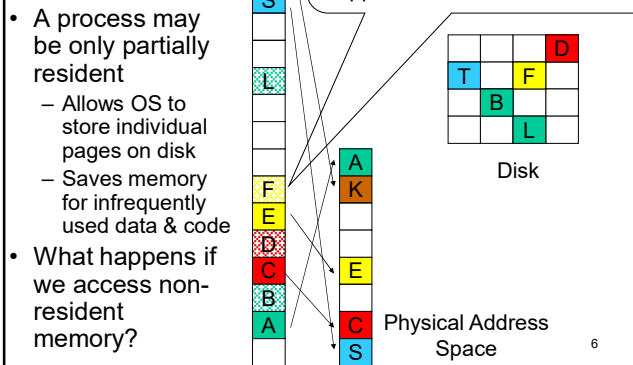 • A process may
be only partially
resident
– Allows OS to
store individual
pages on disk
– Saves memory
for infrequently
used data & code
• What happens if
we access non-
resident
memory?
S
L
F
E
D
C
B
A
A
K
E
C
S
Physical Address
Space
D
T F
B
L
Disk
6